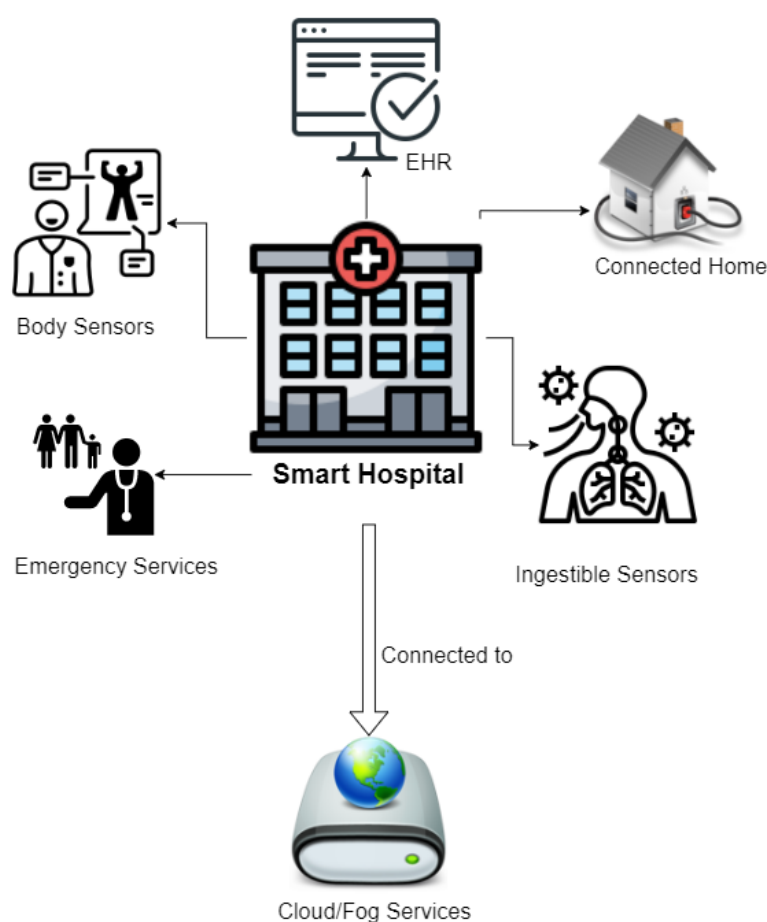 EHR
Connected Home
Body Sensors
Smart Hospital
Emergency Services
Ingestible Sensors
Connected to
Cloud/Fog Services